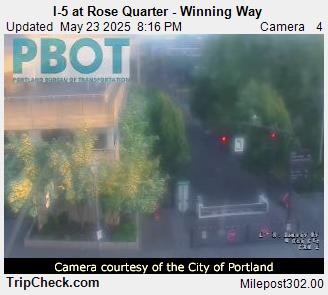 I-5 at Rose Quarter - Winning Way
Updated May 23 2025 8:16 PM Camera 4
PBOT
PORTLAND BUREAU OF TRANSPORTATION
Camera courtesy of the City of Portland
TripCheck.com Milepost302.00